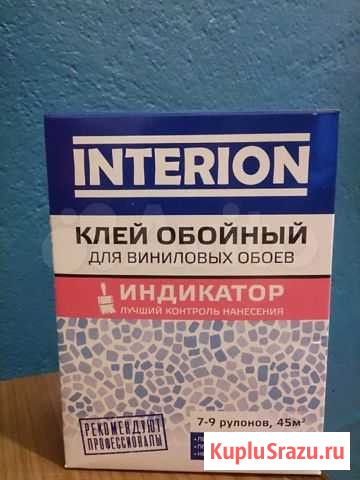 INTERION
КЛЕЙ ОБОЙНЫЙ
ДЛЯ ВИНИЛОВЫХ ОБОЕВ
ИНДИКАТОР
ЛУЧШИЙ КОНТРОЛЬ НАНЕСЕНИЯ
7-9 рулонов, 45м²
РЕКОМЕНДУЮТ
ПРОФЕССИОНАЛЫ
KupluSrazu.ru